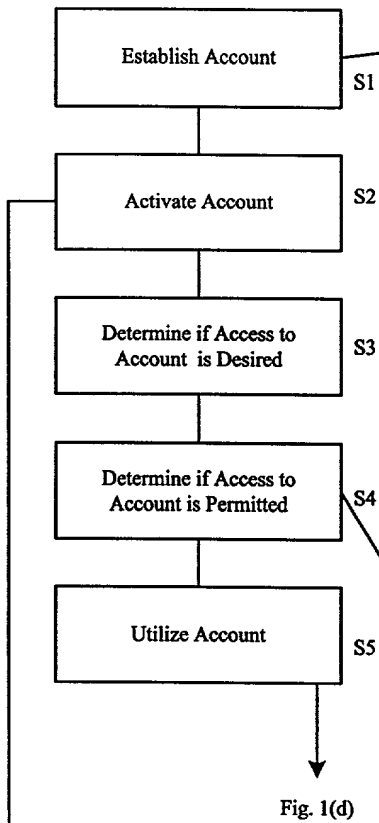 Establish Account
S1
Activate Account
S2
Determine if Access to
Account is Desired
S3
Determine if Access to
Account is Permitted
S4
Utilize Account
S5
Fig. 1(d)